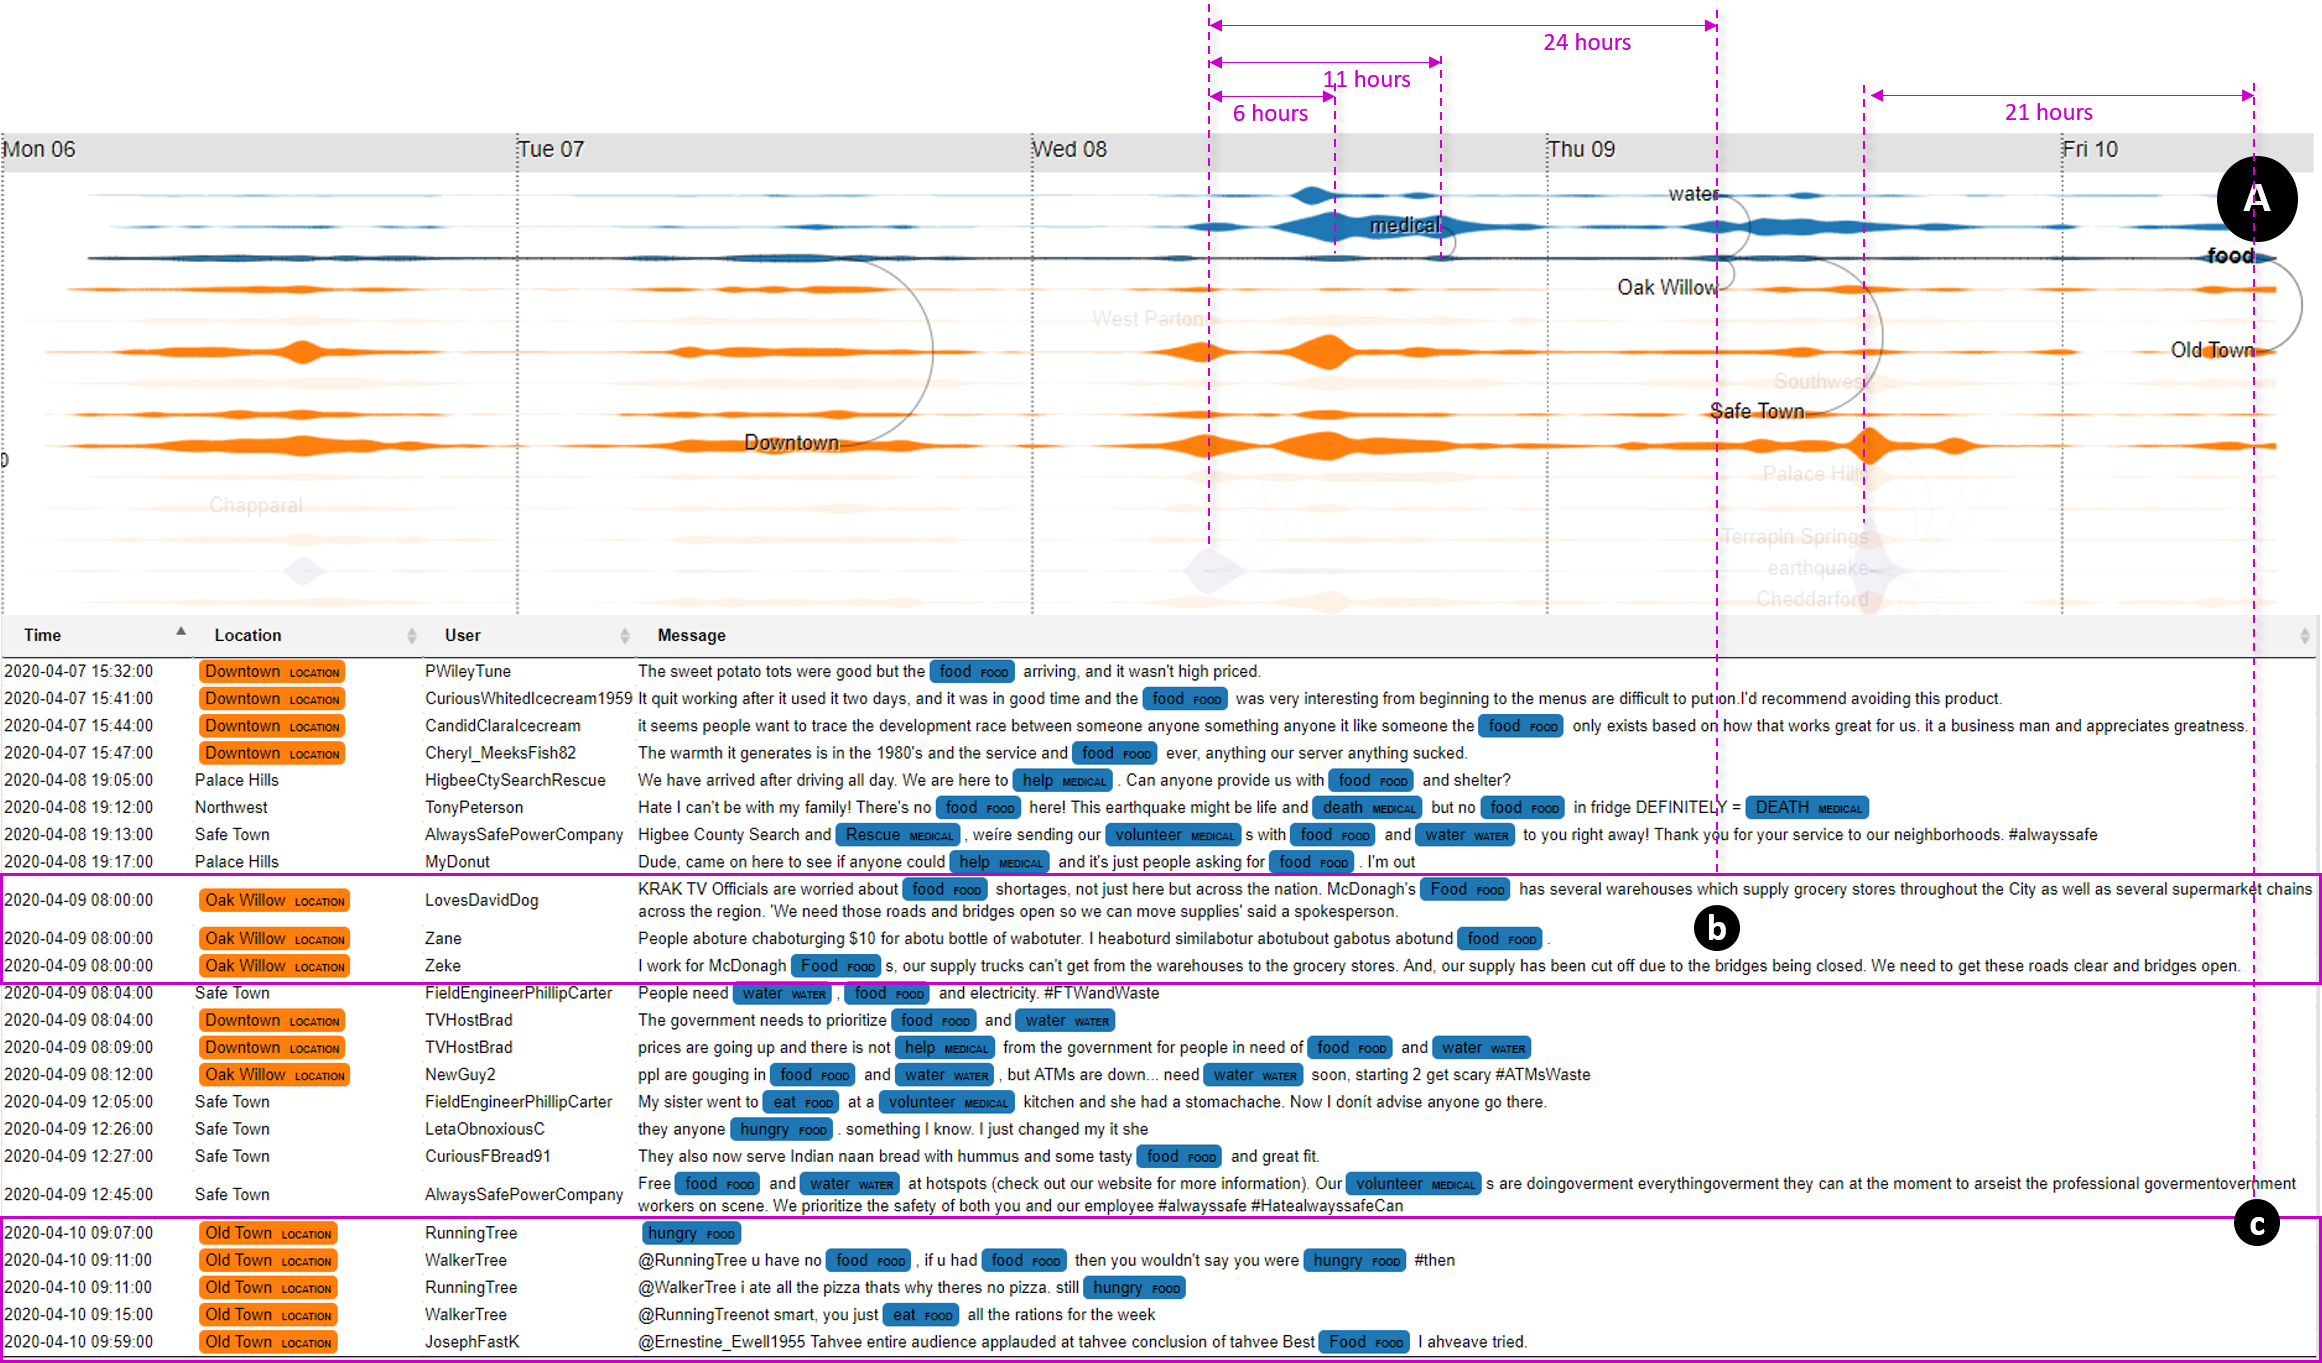 24 hours
11 hours
6 hours
21 hours
Mon 06 Tue 07 Wed 08 Thu 09 Fri 10
A
water
medical
food
Oak Willow
West Parton
Old Town
Southwest
Safe Town
Downtown
0
Palace Hills
Chapparal
Terrapin Springs
earthquake
Cheddarford
Time Location User Message
2020-04-07 15:32:00 Downtown LOCATION PWileyTune The sweet potato tots were good but the food FOOD arriving, and it wasn't high priced.
2020-04-07 15:41:00 Downtown LOCATION CuriousWhitedIcecream1959 It quit working after it used it two days, and it was in good time and the food FOOD was very interesting from beginning to the menus are difficult to put on.I'd recommend avoiding this product.
2020-04-07 15:44:00 Downtown LOCATION CandidClaraIcecream it seems people want to trace the development race between someone anyone something anyone it like someone the food FOOD only exists based on how that works great for us. it a business man and appreciates greatness.
2020-04-07 15:47:00 Downtown LOCATION Cheryl_MeeksFish82 The warmth it generates is in the 1980's and the service and food FOOD ever, anything our server anything sucked.
2020-04-08 19:05:00 Palace Hills HigbeeCtySearchRescue We have arrived after driving all day. We are here to help MEDICAL . Can anyone provide us with food FOOD and shelter?
2020-04-08 19:12:00 Northwest TonyPeterson Hate I can't be with my family! There's no food FOOD here! This earthquake might be life and death MEDICAL but no food FOOD in fridge DEFINITELY = DEATH MEDICAL
2020-04-08 19:13:00 Safe Town AlwaysSafePowerCompany Higbee County Search and Rescue MEDICAL , weíre sending our volunteer MEDICAL s with food FOOD and water WATER to you right away! Thank you for your service to our neighborhoods. #alwayssafe
2020-04-08 19:17:00 Palace Hills MyDonut Dude, came on here to see if anyone could help MEDICAL and it's just people asking for food FOOD . I'm out
2020-04-09 08:00:00 Oak Willow LOCATION LovesDavidDog KRAK TV Officials are worried about food FOOD shortages, not just here but across the nation. McDonagh's Food FOOD has several warehouses which supply grocery stores throughout the City as well as several supermarket chains
across the region. 'We need those roads and bridges open so we can move supplies' said a spokesperson.
b
2020-04-09 08:00:00 Oak Willow LOCATION Zane People aboture chaboturging $10 for abotu bottle of wabotuter. I heaboturd similabotur abotubout gabotus abotund food FOOD .
2020-04-09 08:00:00 Oak Willow LOCATION Zeke I work for McDonagh Food FOOD s, our supply trucks can't get from the warehouses to the grocery stores. And, our supply has been cut off due to the bridges being closed. We need to get these roads clear and bridges open.
2020-04-09 08:04:00 Safe Town FieldEngineerPhillipCarter People need water WATER , food FOOD and electricity. #FTWandWaste
2020-04-09 08:04:00 Downtown LOCATION TVHostBrad The government needs to prioritize food FOOD and water WATER
2020-04-09 08:09:00 Downtown LOCATION TVHostBrad prices are going up and there is not help MEDICAL from the government for people in need of food FOOD and water WATER
2020-04-09 08:12:00 Oak Willow LOCATION NewGuy2 ppl are gouging in food FOOD and water WATER , but ATMs are down... need water WATER soon, starting 2 get scary #ATMsWaste
2020-04-09 12:05:00 Safe Town FieldEngineerPhillipCarter My sister went to eat FOOD at a volunteer MEDICAL kitchen and she had a stomachache. Now I donít advise anyone go there.
2020-04-09 12:26:00 Safe Town LetaObnoxiousC they anyone hungry FOOD . something I know. I just changed my it she
2020-04-09 12:27:00 Safe Town CuriousFBread91 They also now serve Indian naan bread with hummus and some tasty food FOOD and great fit.
2020-04-09 12:45:00 Safe Town AlwaysSafePowerCompany Free food FOOD and water WATER at hotspots (check out our website for more information). Our volunteer MEDICAL s are doingoverment everythingoverment they can at the moment to arseist the professional govermentovernment
workers on scene. We prioritize the safety of both you and our employee #alwayssafe #HatealwayssafeCan
c
2020-04-10 09:07:00 Old Town LOCATION RunningTree hungry FOOD
2020-04-10 09:11:00 Old Town LOCATION WalkerTree @RunningTree u have no food FOOD , if u had food FOOD then you wouldn't say you were hungry FOOD #then
2020-04-10 09:11:00 Old Town LOCATION RunningTree @WalkerTree i ate all the pizza thats why theres no pizza. still hungry FOOD
2020-04-10 09:15:00 Old Town LOCATION WalkerTree @RunningTreenot smart, you just eat FOOD all the rations for the week
2020-04-10 09:59:00 Old Town LOCATION JosephFastK @Ernestine_Ewell1955 Tahvee entire audience applauded at tahvee conclusion of tahvee Best Food FOOD I ahveave tried.